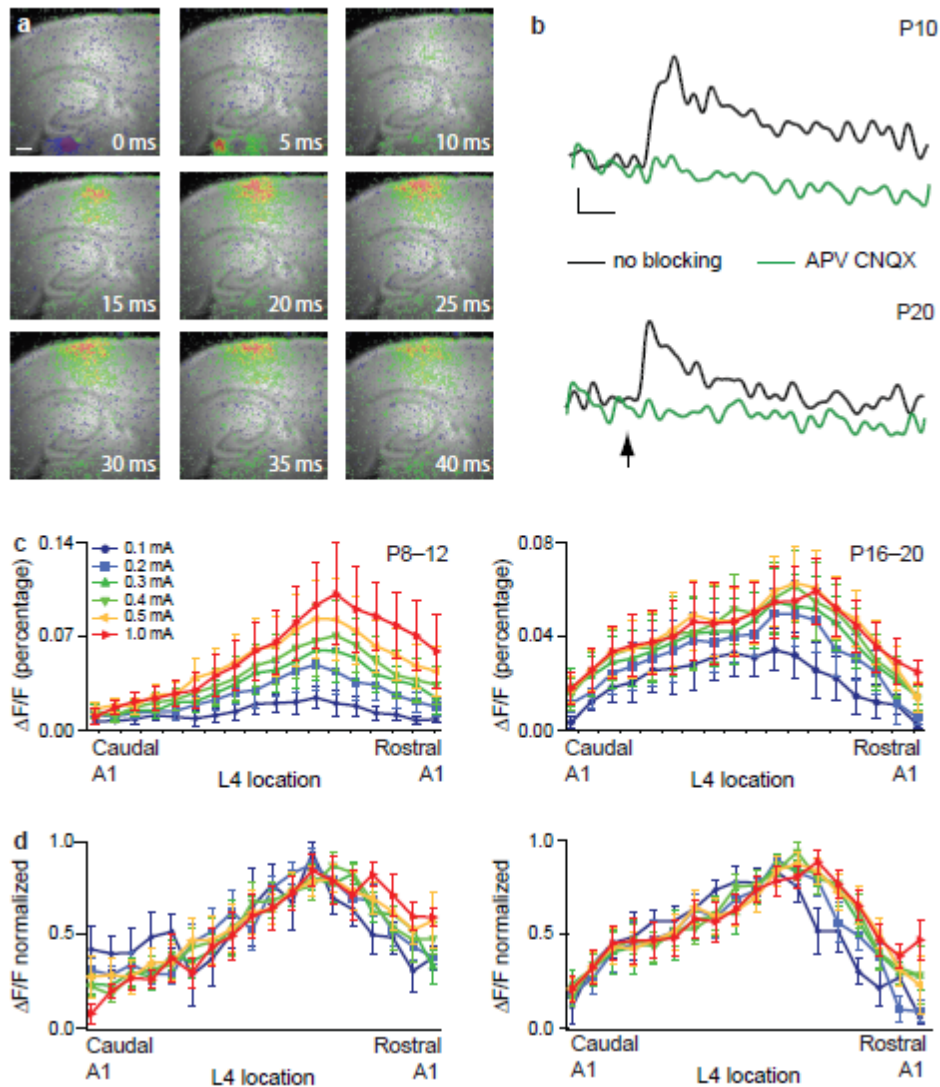 a
0 ms
5 ms
10 ms
15 ms
20 ms
25 ms
30 ms
35 ms
40 ms
b
P10
no blocking
APV CNQX
P20
c
0.14
0.07
0.00
ΔF/F (percentage)
0.1 mA
0.2 mA
0.3 mA
0.4 mA
0.5 mA
1.0 mA
P8–12
Caudal
A1
L4 location
Rostral
A1
0.08
0.04
0.00
ΔF/F (percentage)
P16–20
Caudal
A1
L4 location
Rostral
A1
d
1.0
0.5
0.0
ΔF/F normalized
Caudal
A1
L4 location
Rostral
A1
1.0
0.5
0.0
ΔF/F normalized
Caudal
A1
L4 location
Rostral
A1